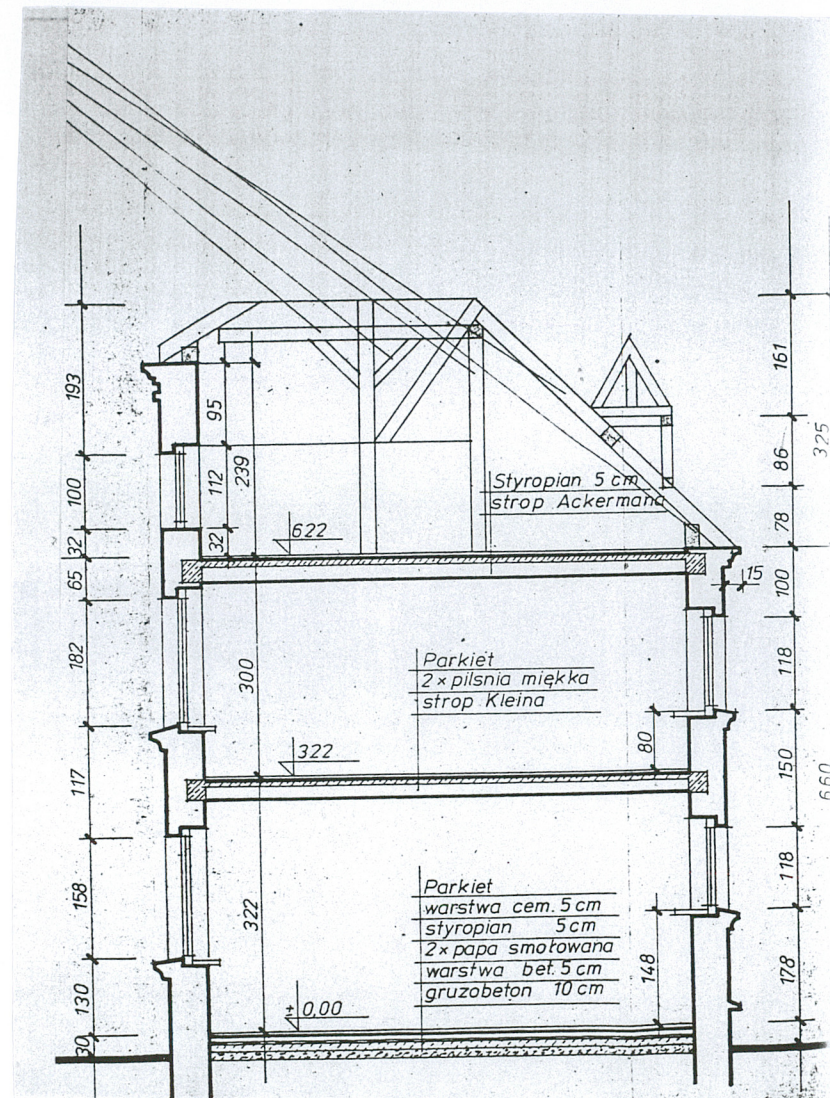 193
100
32
65
182
117
158
130
30
95
112
32
239
622
Styropian 5 cm
strop Ackermana
161
86
78
325
15
100
118
150
118
178
660
300
Parkiet
2 x pilsnia miękka
strop Kleina
80
322
322
Parkiet
warstwa cem. 5 cm
styropian 5 cm
2 x papa smołowana
warstwa bet. 5 cm
gruzobeton 10 cm
148
± 0,00